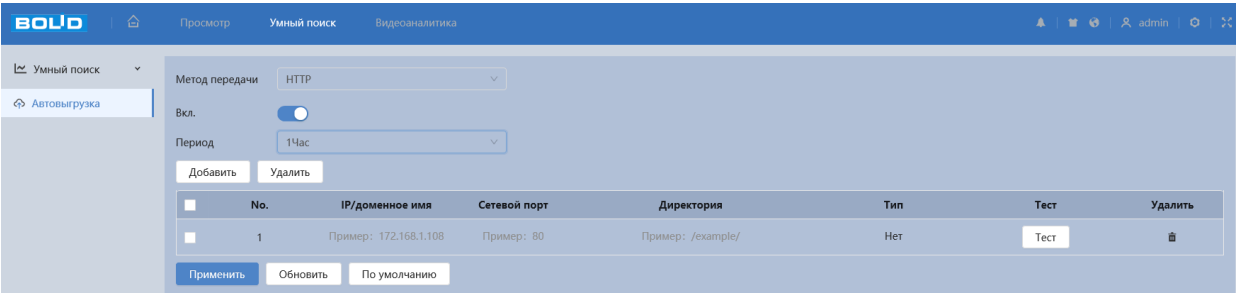 BOLID Просмотр Умный поиск Видеоаналитика admin
Умный поиск
Автовыгрузка
Метод передачи HTTP
Вкл.
Период 1Час
Добавить Удалить
No. IP/доменное имя Сетевой порт Директория Тип Тест Удалить
1 Пример: 172.168.1.108 Пример: 80 Пример: /example/ Нет Тест
Применить Обновить По умолчанию